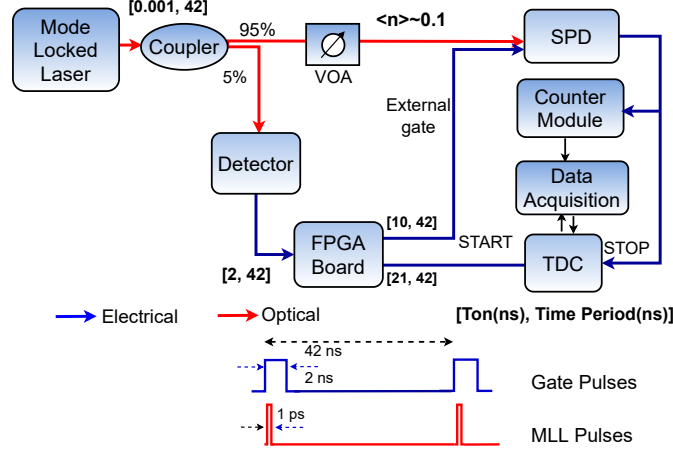 [0.001, 42]
Mode
Locked
Laser
Coupler
95%
5%
VOA
<n>~0.1
SPD
External
gate
Counter
Module
Detector
Data
Acquisition
FPGA
Board
[10, 42]
START
STOP
TDC
[2, 42]
[21, 42]
Electrical
Optical
[Ton(ns), Time Period(ns)]
42 ns
2 ns
Gate Pulses
1 ps
MLL Pulses